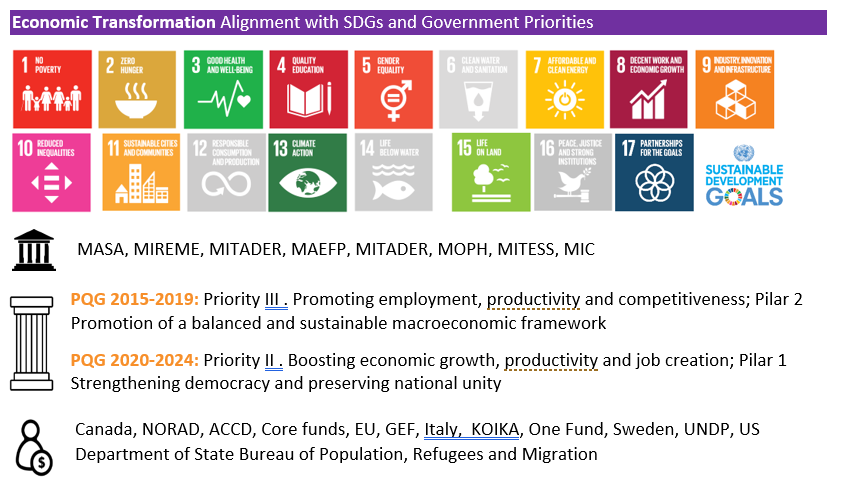 Economic Transformation Alignment with SDGs and Government Priorities
1 NO POVERTY
2 ZERO HUNGER
3 GOOD HEALTH AND WELL-BEING
4 QUALITY EDUCATION
5 GENDER EQUALITY
6 CLEAN WATER AND SANITATION
7 AFFORDABLE AND CLEAN ENERGY
8 DECENT WORK AND ECONOMIC GROWTH
9 INDUSTRY, INNOVATION AND INFRASTRUCTURE
10 REDUCED INEQUALITIES
11 SUSTAINABLE CITIES AND COMMUNITIES
12 RESPONSIBLE CONSUMPTION AND PRODUCTION
13 CLIMATE ACTION
14 LIFE BELOW WATER
15 LIFE ON LAND
16 PEACE, JUSTICE AND STRONG INSTITUTIONS
17 PARTNERSHIPS FOR THE GOALS
SUSTAINABLE
DEVELOPMENT
GOALS
MASA, MIREME, MITADER, MAEFP, MITADER, MOPH, MITESS, MIC
PQG 2015-2019: Priority III . Promoting employment, productivity and competitiveness; Pilar 2
Promotion of a balanced and sustainable macroeconomic framework
PQG 2020-2024: Priority II . Boosting economic growth, productivity and job creation; Pilar 1
Strengthening democracy and preserving national unity
Canada, NORAD, ACCD, Core funds, EU, GEF, Italy, KOIKA, One Fund, Sweden, UNDP, US
Department of State Bureau of Population, Refugees and Migration